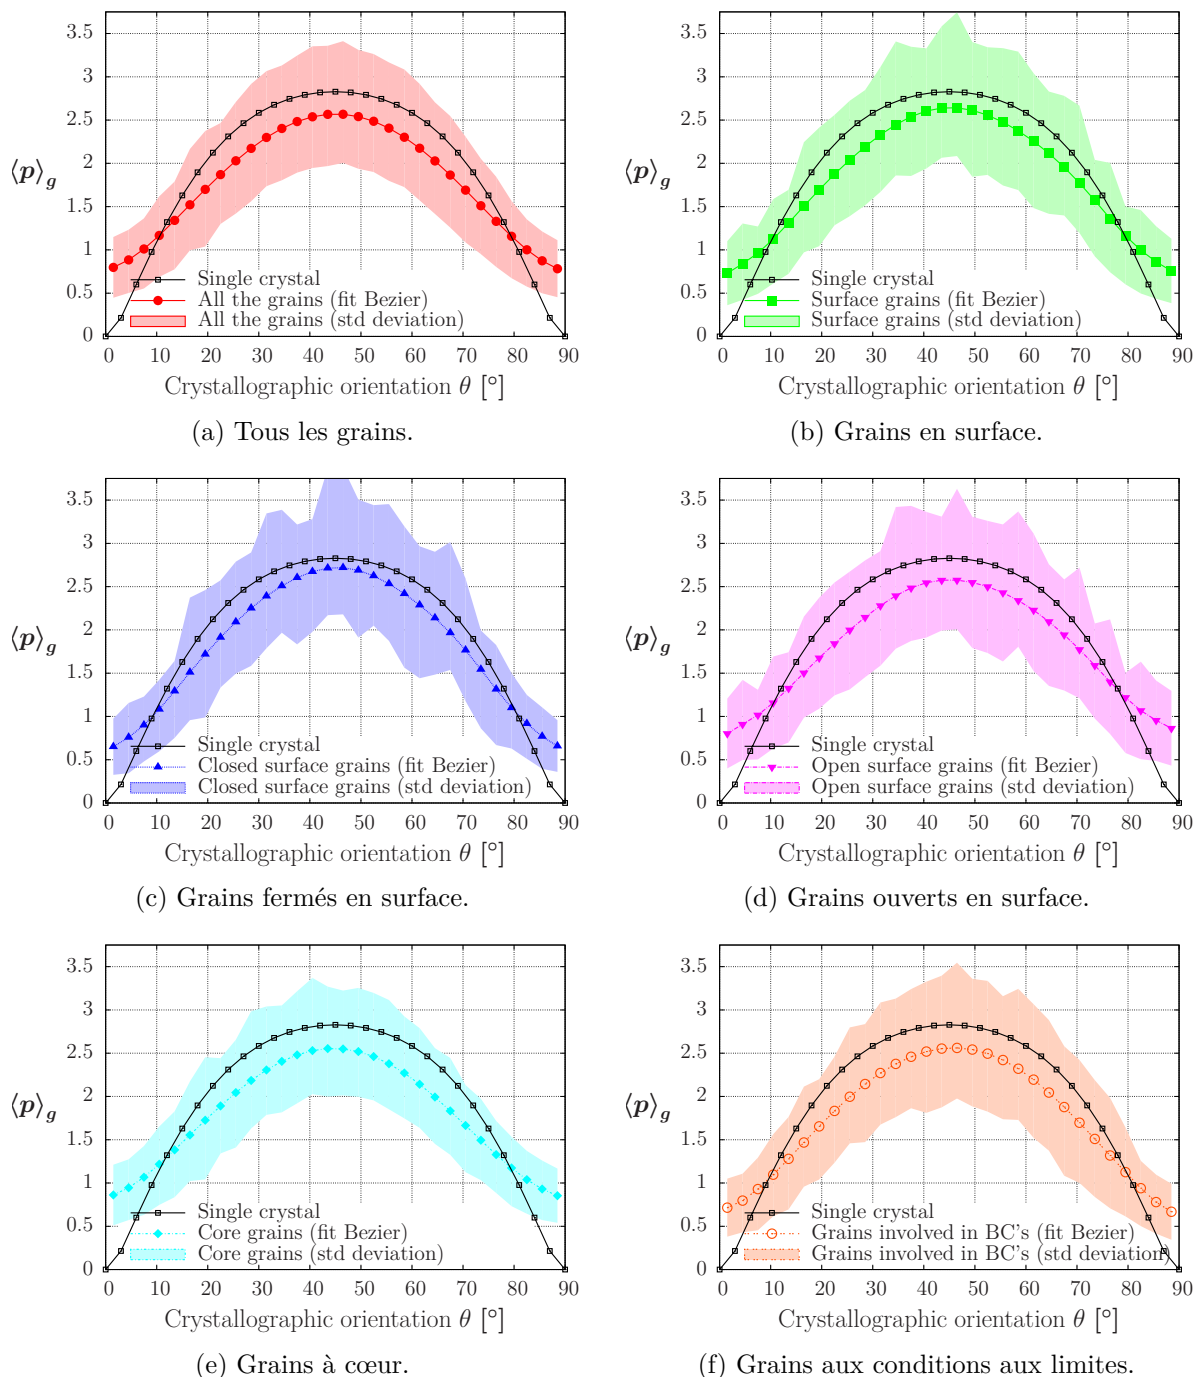 3.5
3
2.5
2
⟨p⟩g
1.5
1
Single crystal
All the grains (fit Bezier)
0.5
All the grains (std deviation)
0
0 10 20 30 40 50 60 70 80 90
Crystallographic orientation θ [°]
(a) Tous les grains.
3.5
3
2.5
2
⟨p⟩g
1.5
1
Single crystal
Surface grains (fit Bezier)
0.5
Surface grains (std deviation)
0
0 10 20 30 40 50 60 70 80 90
Crystallographic orientation θ [°]
(b) Grains en surface.
3.5
3
2.5
2
⟨p⟩g
1.5
1
Single crystal
Closed surface grains (fit Bezier)
0.5
Closed surface grains (std deviation)
0
0 10 20 30 40 50 60 70 80 90
Crystallographic orientation θ [°]
(c) Grains fermés en surface.
3.5
3
2.5
2
⟨p⟩g
1.5
1
Single crystal
Open surface grains (fit Bezier)
0.5
Open surface grains (std deviation)
0
0 10 20 30 40 50 60 70 80 90
Crystallographic orientation θ [°]
(d) Grains ouverts en surface.
3.5
3
2.5
2
⟨p⟩g
1.5
1
Single crystal
Core grains (fit Bezier)
0.5
Core grains (std deviation)
0
0 10 20 30 40 50 60 70 80 90
Crystallographic orientation θ [°]
(e) Grains à cœur.
3.5
3
2.5
2
⟨p⟩g
1.5
1
Single crystal
Grains involved in BC's (fit Bezier)
0.5
Grains involved in BC's (std deviation)
0
0 10 20 30 40 50 60 70 80 90
Crystallographic orientation θ [°]
(f) Grains aux conditions aux limites.